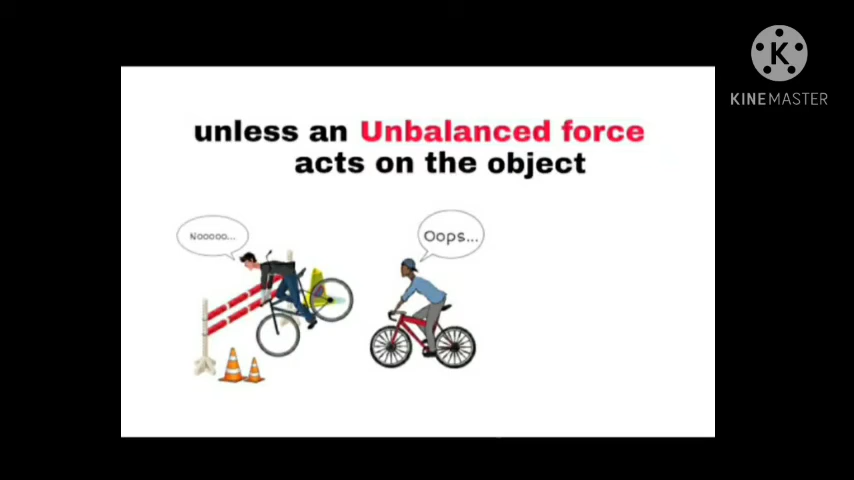 KINEMASTER
unless an Unbalanced force
acts on the object
Nooooo...
Oops...